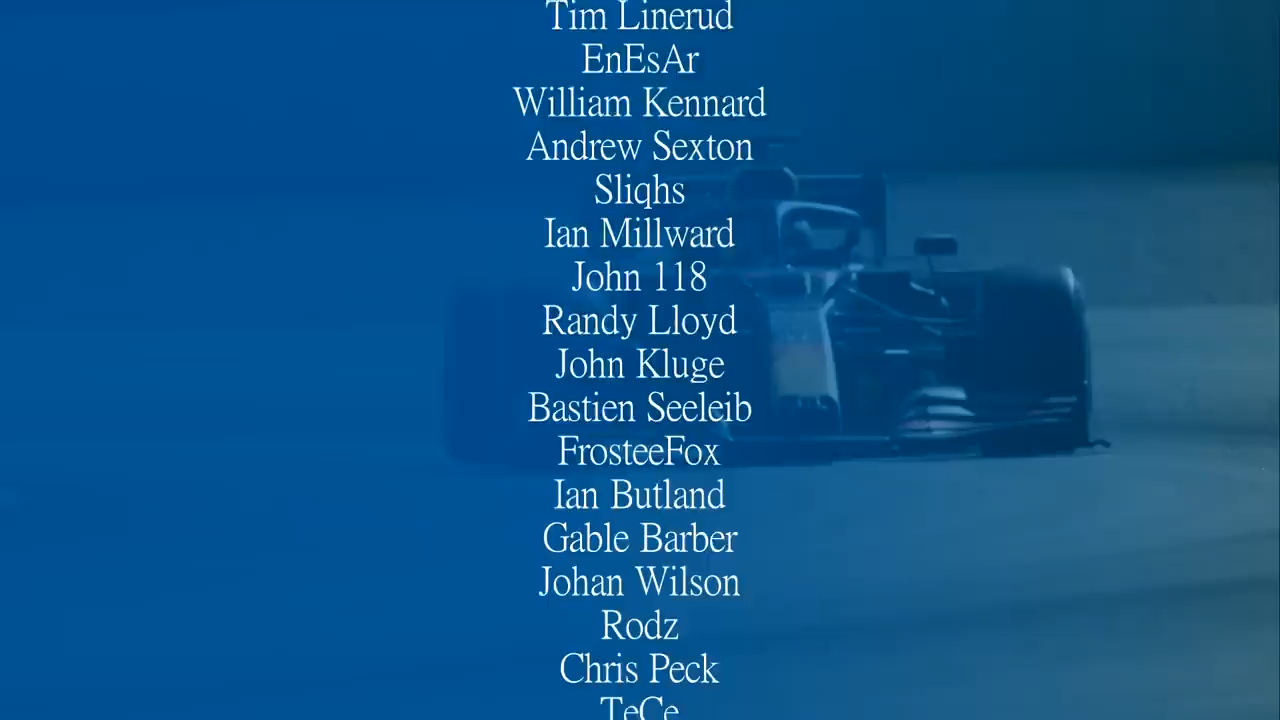 Tim Linerud
EnEsAr
William Kennard
Andrew Sexton
Sliqhs
Ian Millward
John 118
Randy Lloyd
John Kluge
Bastien Seeleib
FrosteeFox
Ian Butland
Gable Barber
Johan Wilson
Rodz
Chris Peck
TeCe